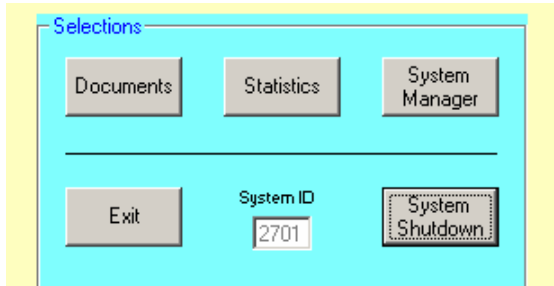 Selections
Documents
Statistics
System
Manager
Exit
System ID
2701
System
Shutdown